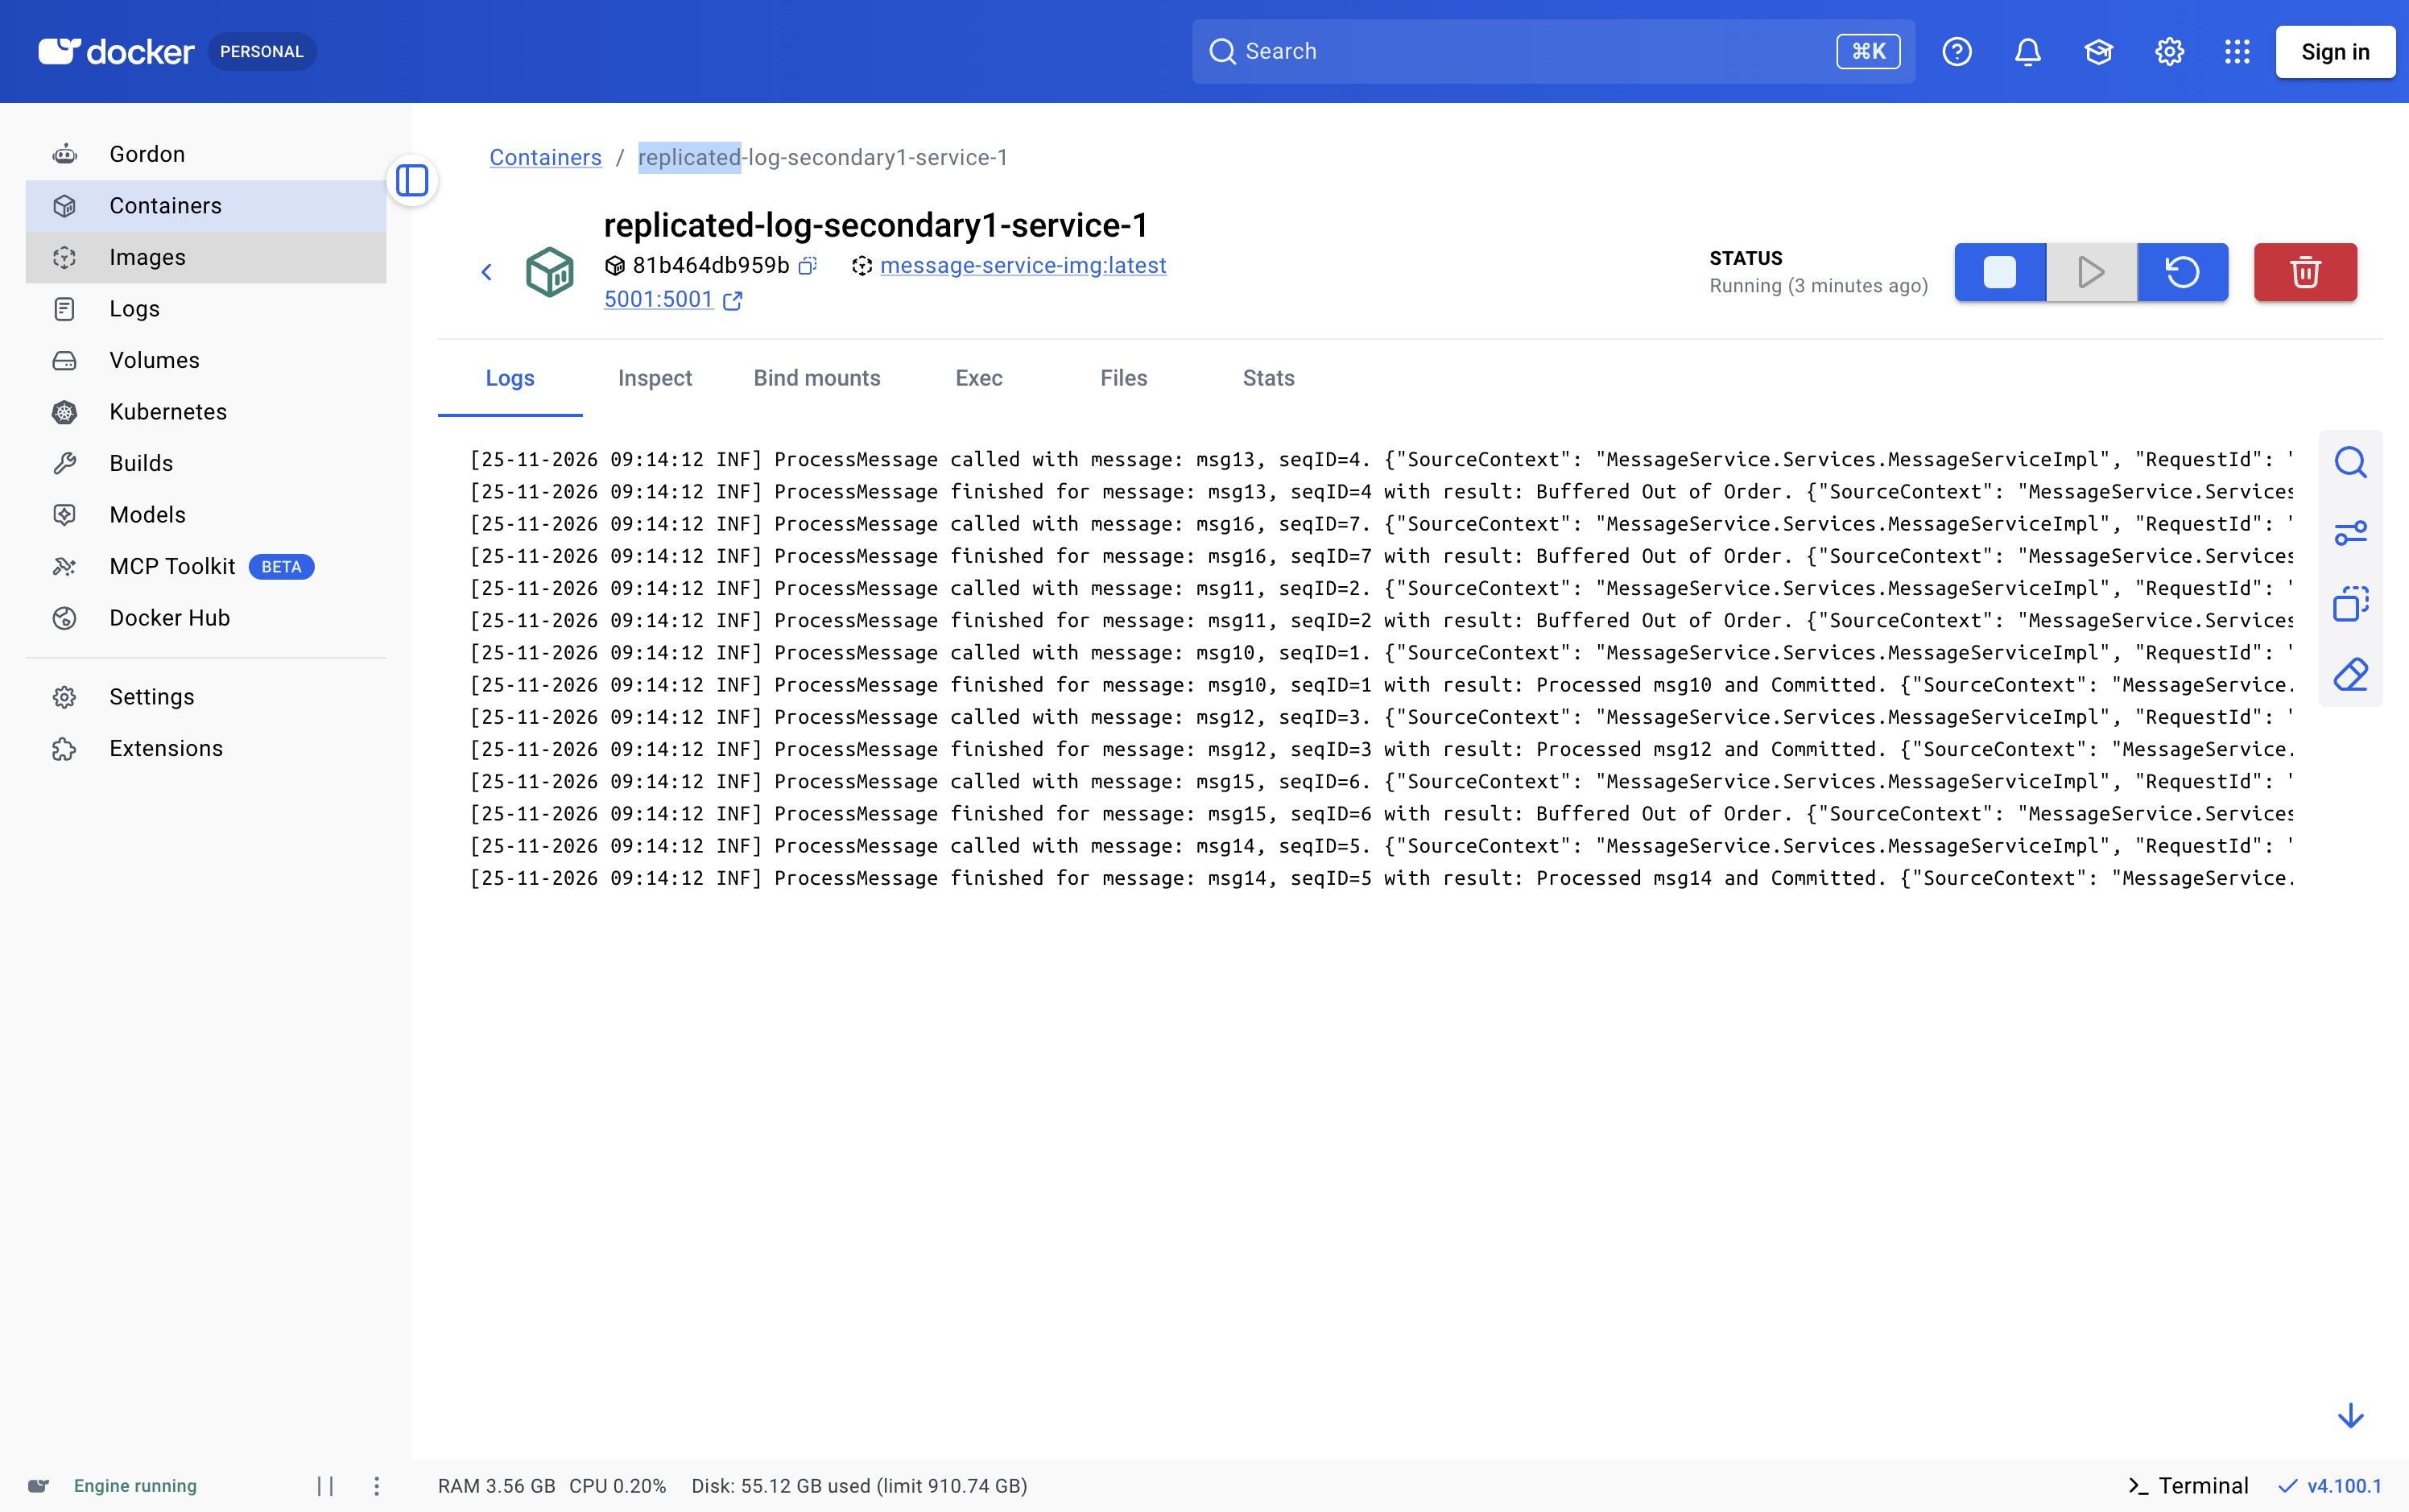 docker PERSONAL
Search ⌘K
Sign in
Gordon
Containers
Images
Logs
Volumes
Kubernetes
Builds
Models
MCP Toolkit BETA
Docker Hub
Settings
Extensions
Containers / replicated-log-secondary1-service-1
replicated-log-secondary1-service-1
81b464db959b message-service-img:latest
5001:5001
STATUS
Running (3 minutes ago)
Logs Inspect Bind mounts Exec Files Stats
[25-11-2026 09:14:12 INF] ProcessMessage called with message: msg13, seqID=4. {"SourceContext": "MessageService.Services.MessageServiceImpl", "RequestId": '
[25-11-2026 09:14:12 INF] ProcessMessage finished for message: msg13, seqID=4 with result: Buffered Out of Order. {"SourceContext": "MessageService.Services
[25-11-2026 09:14:12 INF] ProcessMessage called with message: msg16, seqID=7. {"SourceContext": "MessageService.Services.MessageServiceImpl", "RequestId": '
[25-11-2026 09:14:12 INF] ProcessMessage finished for message: msg16, seqID=7 with result: Buffered Out of Order. {"SourceContext": "MessageService.Services
[25-11-2026 09:14:12 INF] ProcessMessage called with message: msg11, seqID=2. {"SourceContext": "MessageService.Services.MessageServiceImpl", "RequestId": '
[25-11-2026 09:14:12 INF] ProcessMessage finished for message: msg11, seqID=2 with result: Buffered Out of Order. {"SourceContext": "MessageService.Services
[25-11-2026 09:14:12 INF] ProcessMessage called with message: msg10, seqID=1. {"SourceContext": "MessageService.Services.MessageServiceImpl", "RequestId": '
[25-11-2026 09:14:12 INF] ProcessMessage finished for message: msg10, seqID=1 with result: Processed msg10 and Committed. {"SourceContext": "MessageService.
[25-11-2026 09:14:12 INF] ProcessMessage called with message: msg12, seqID=3. {"SourceContext": "MessageService.Services.MessageServiceImpl", "RequestId": '
[25-11-2026 09:14:12 INF] ProcessMessage finished for message: msg12, seqID=3 with result: Processed msg12 and Committed. {"SourceContext": "MessageService.
[25-11-2026 09:14:12 INF] ProcessMessage called with message: msg15, seqID=6. {"SourceContext": "MessageService.Services.MessageServiceImpl", "RequestId": '
[25-11-2026 09:14:12 INF] ProcessMessage finished for message: msg15, seqID=6 with result: Buffered Out of Order. {"SourceContext": "MessageService.Services
[25-11-2026 09:14:12 INF] ProcessMessage called with message: msg14, seqID=5. {"SourceContext": "MessageService.Services.MessageServiceImpl", "RequestId": '
[25-11-2026 09:14:12 INF] ProcessMessage finished for message: msg14, seqID=5 with result: Processed msg14 and Committed. {"SourceContext": "MessageService.
Engine running
RAM 3.56 GB CPU 0.20% Disk: 55.12 GB used (limit 910.74 GB)
Terminal
v4.100.1